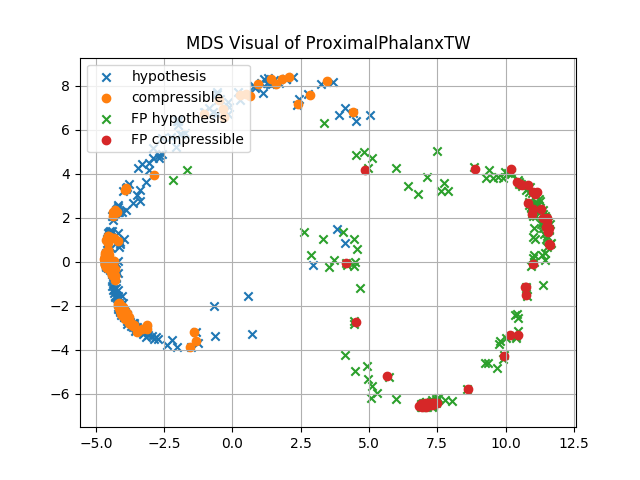 MDS Visual of ProximalPhalanxTW
hypothesis
compressible
FP hypothesis
FP compressible
8
6
4
2
0
−2
−4
−6
−5.0 −2.5 0.0 2.5 5.0 7.5 10.0 12.5